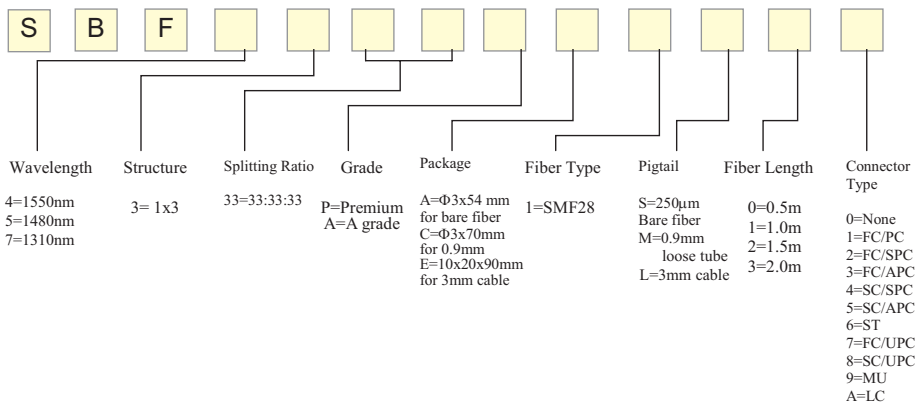 S B F
Wavelength
4=1550nm
5=1480nm
7=1310nm
Structure
3= 1x3
Splitting Ratio
33=33:33:33
Grade
P=Premium
A=A grade
Package
A=Φ3x54 mm
for bare fiber
C=Φ3x70mm
for 0.9mm
E=10x20x90mm
for 3mm cable
Fiber Type
1=SMF28
Pigtail
S=250μm
Bare fiber
M=0.9mm
loose tube
L=3mm cable
Fiber Length
0=0.5m
1=1.0m
2=1.5m
3=2.0m
Connector
Type
0=None
1=FC/PC
2=FC/SPC
3=FC/APC
4=SC/SPC
5=SC/APC
6=ST
7=FC/UPC
8=SC/UPC
9=MU
A=LC